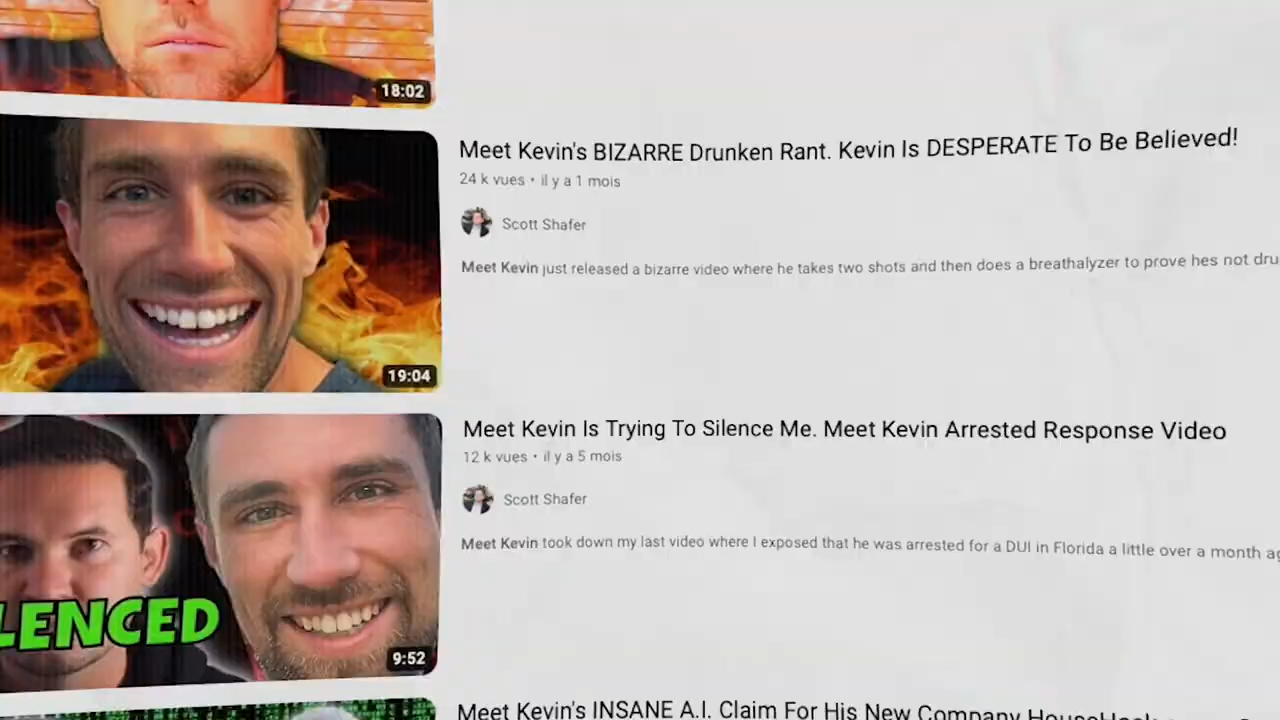 18:02
Meet Kevin's BIZARRE Drunken Rant. Kevin Is DESPERATE To Be Believed!
24 k vues • il y a 1 mois
Scott Shafer
Meet Kevin just released a bizarre video where he takes two shots and then does a breathalyzer to prove hes not dru
19:04
Meet Kevin Is Trying To Silence Me. Meet Kevin Arrested Response Video
12 k vues • il y a 5 mois
Scott Shafer
Meet Kevin took down my last video where I exposed that he was arrested for a DUI in Florida a little over a month ag
LENCED
9:52
Meet Kevin's INSANE A.I. Claim For His New Company HouseHack